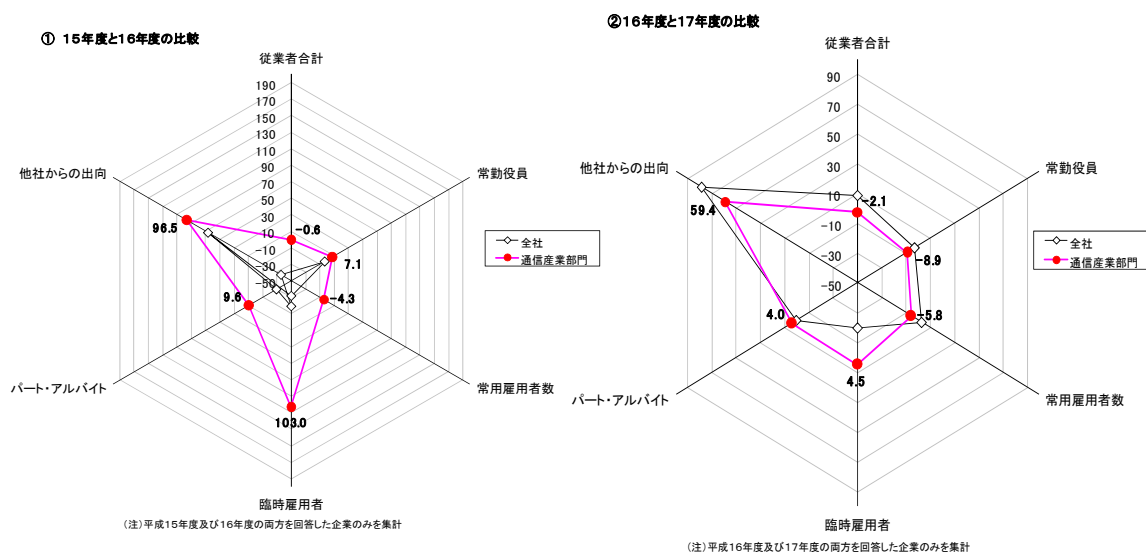 ① 15年度と16年度の比較
従業者合計
190
170
150
130
110
90
70
50
30
10
-10
-30
-50
他社からの出向
常勤役員
96.5
-0.6
7.1
-4.3
9.6
103.0
全社
通信産業部門
パート・アルバイト
常用雇用者数
臨時雇用者
(注)平成15年度及び16年度の両方を回答した企業のみを集計
②16年度と17年度の比較
従業者合計
90
70
50
30
10
-10
-30
-50
他社からの出向
常勤役員
59.4
-2.1
-8.9
-5.8
4.0
4.5
全社
通信産業部門
パート・アルバイト
常用雇用者数
臨時雇用者
(注)平成16年度及び17年度の両方を回答した企業のみを集計